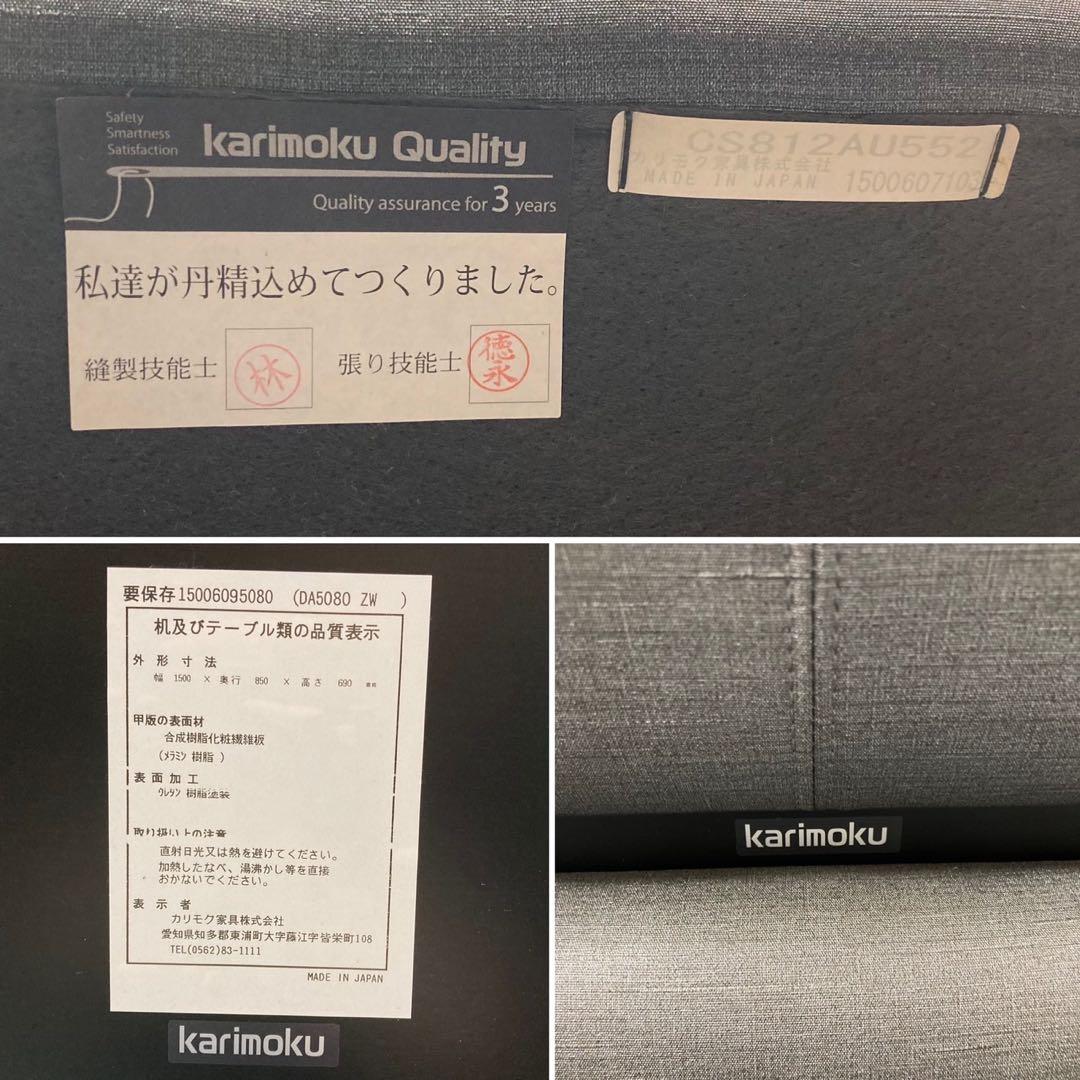 Safety
Smartness
Satisfaction
karimoku Quality
Quality assurance for 3 years
私達が丹精込めてつくりました。
縫製技能士 林 張り技能士 徳永
CS812AU552
カリモク家具株式会社
MADE IN JAPAN 1500607103
要保存15006095080 (DA5080 ZW )
机及びテーブル類の品質表示
外形寸法
幅 1500 × 奥行 850 × 高さ 690
甲版の表面材
合成樹脂化粧繊維板
(メラミン 樹脂 )
表面加工
ウレタン 樹脂塗装
取り扱い上の注意
直射日光又は熱を避けてください。
加熱したなべ、湯沸かし等を直接
おかないでください。
表示者
カリモク家具株式会社
愛知県知多郡東浦町大字藤江字皆栄町108
TEL(0562)83-1111
MADE IN JAPAN
karimoku
karimoku